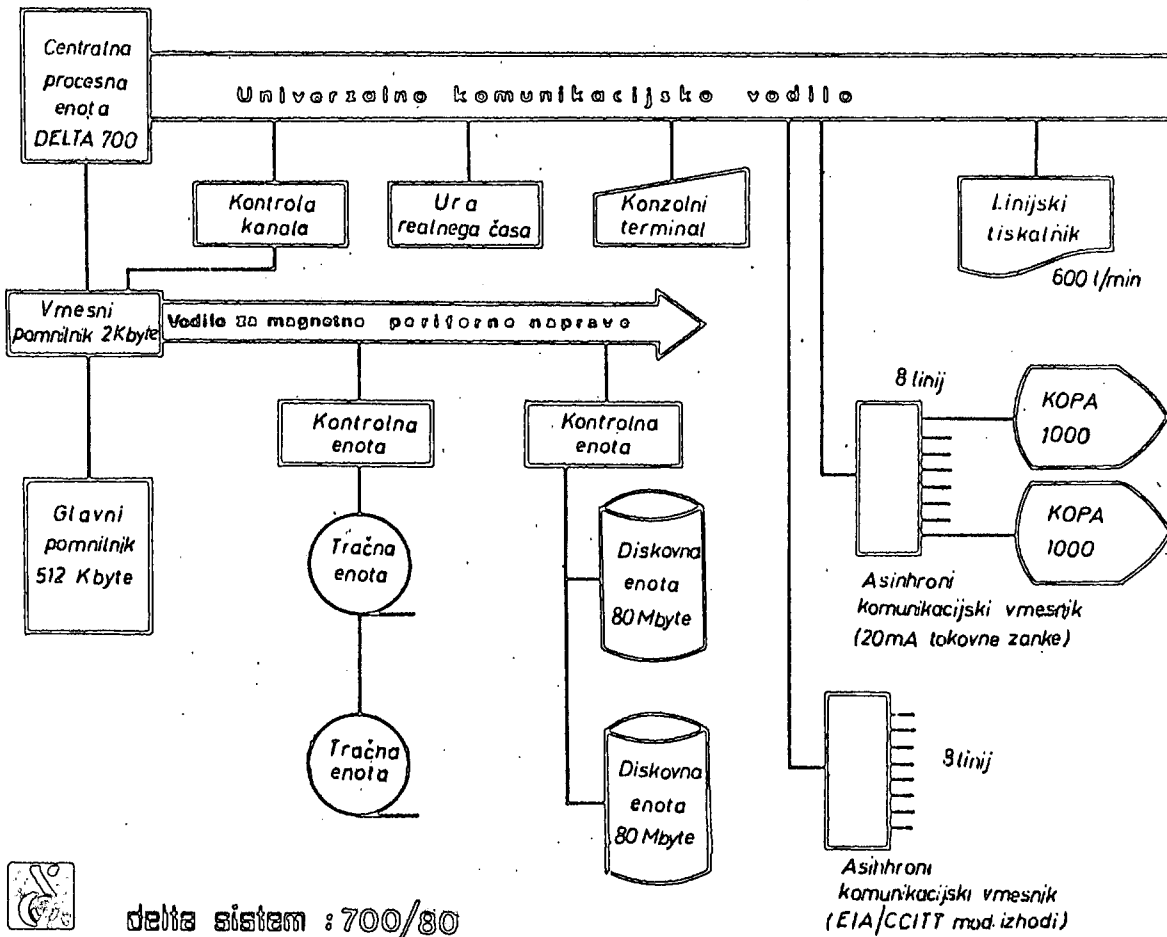 Centralna
procesna
enota
DELTA 700
Univerzalno komunikacijsko vodilo
Kontrola
kanala
Ura
realnega časa
Konzolni
terminal
Linijski
tiskalnik
600 l/min
Vmesni
pomnilnik 2Kbyte
Vodilo za magnetno periferno napravo
Glavni
pomnilnik
512 Kbyte
Kontrolna
enota
Kontrolna
enota
Tračna
enota
Tračna
enota
Diskovna
enota
80 Mbyte
Diskovna
enota
80 Mbyte
8 linij
KOPA
1000
KOPA
1000
Asinhroni
komunikacijski vmesnik
(20mA tokovne zanke)
8 linij
Asinhroni
komunikacijski vmesnik
(EIA/CCITT mod. izhodi)
delta sistem : 700/80